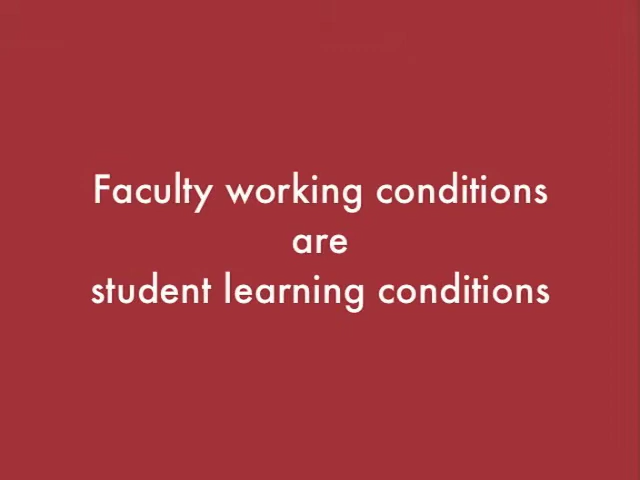 Faculty working conditions
are
student learning conditions